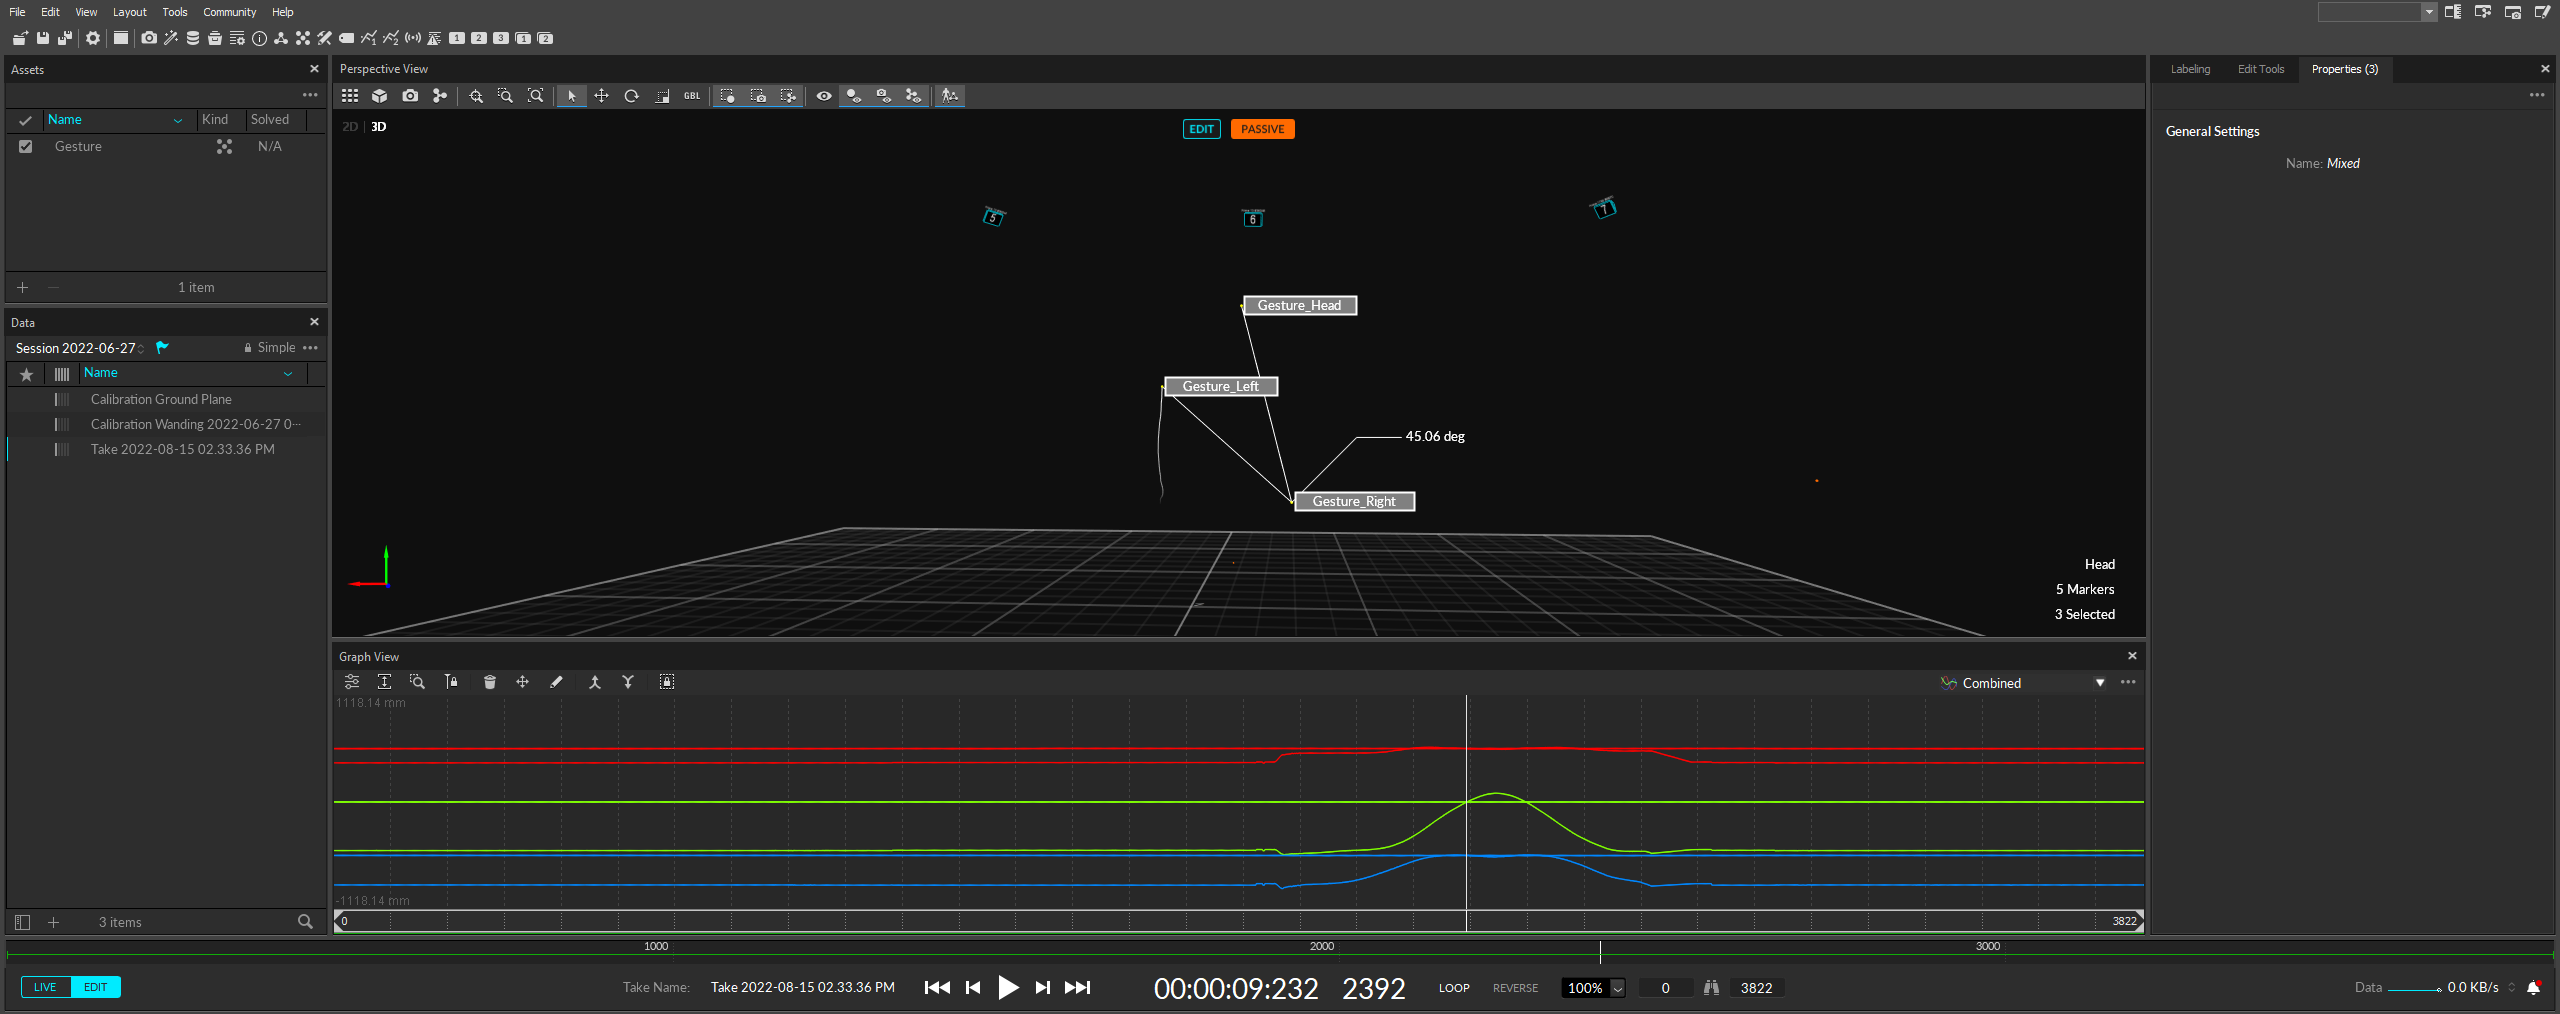 File Edit View Layout Tools Community Help
1 2 3 1 2
Assets
Name Kind Solved
Gesture N/A
1 item
Data
Session 2022-06-27 Simple
Name
Calibration Ground Plane
Calibration Wanding 2022-06-27 0···
Take 2022-08-15 02.33.36 PM
3 items
Perspective View
GBL
2D 3D
EDIT PASSIVE
5 6 7
Gesture_Head
Gesture_Left
45.06 deg
Gesture_Right
Head
5 Markers
3 Selected
Graph View
Combined
1118.14 mm
-1118.14 mm
0 3822
Labeling Edit Tools Properties (3)
General Settings
Name: Mixed
1000 2000 3000
LIVE EDIT Take Name: Take 2022-08-15 02.33.36 PM 00:00:09:232 2392 LOOP REVERSE 100% 0 3822 Data 0.0 KB/s